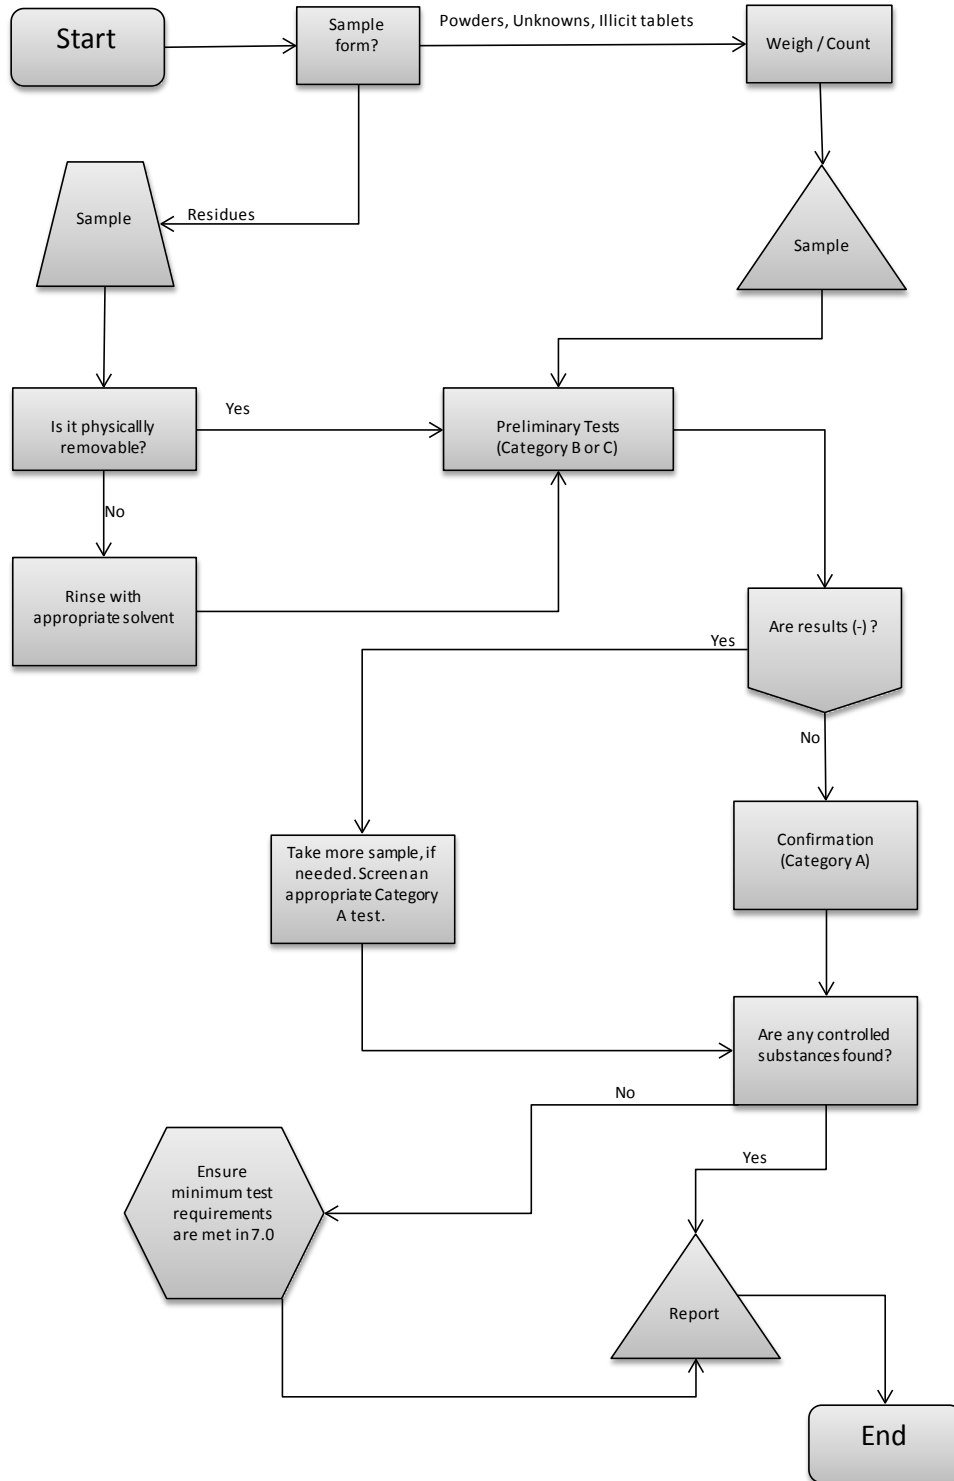 Start
Sample
form?
Powders, Unknowns, Illicit tablets
Weigh / Count
Sample
Residues
Sample
Is it physicallly
removable?
Yes
Preliminary Tests
(Category B or C)
No
Rinse with
appropriate solvent
Are results (-) ?
Yes
No
Take more sample, if
needed. Screen an
appropriate Category
A test.
Confirmation
(Category A)
Are any controlled
substances found?
No
Yes
Ensure
minimum test
requirements
are met in 7.0
Report
End